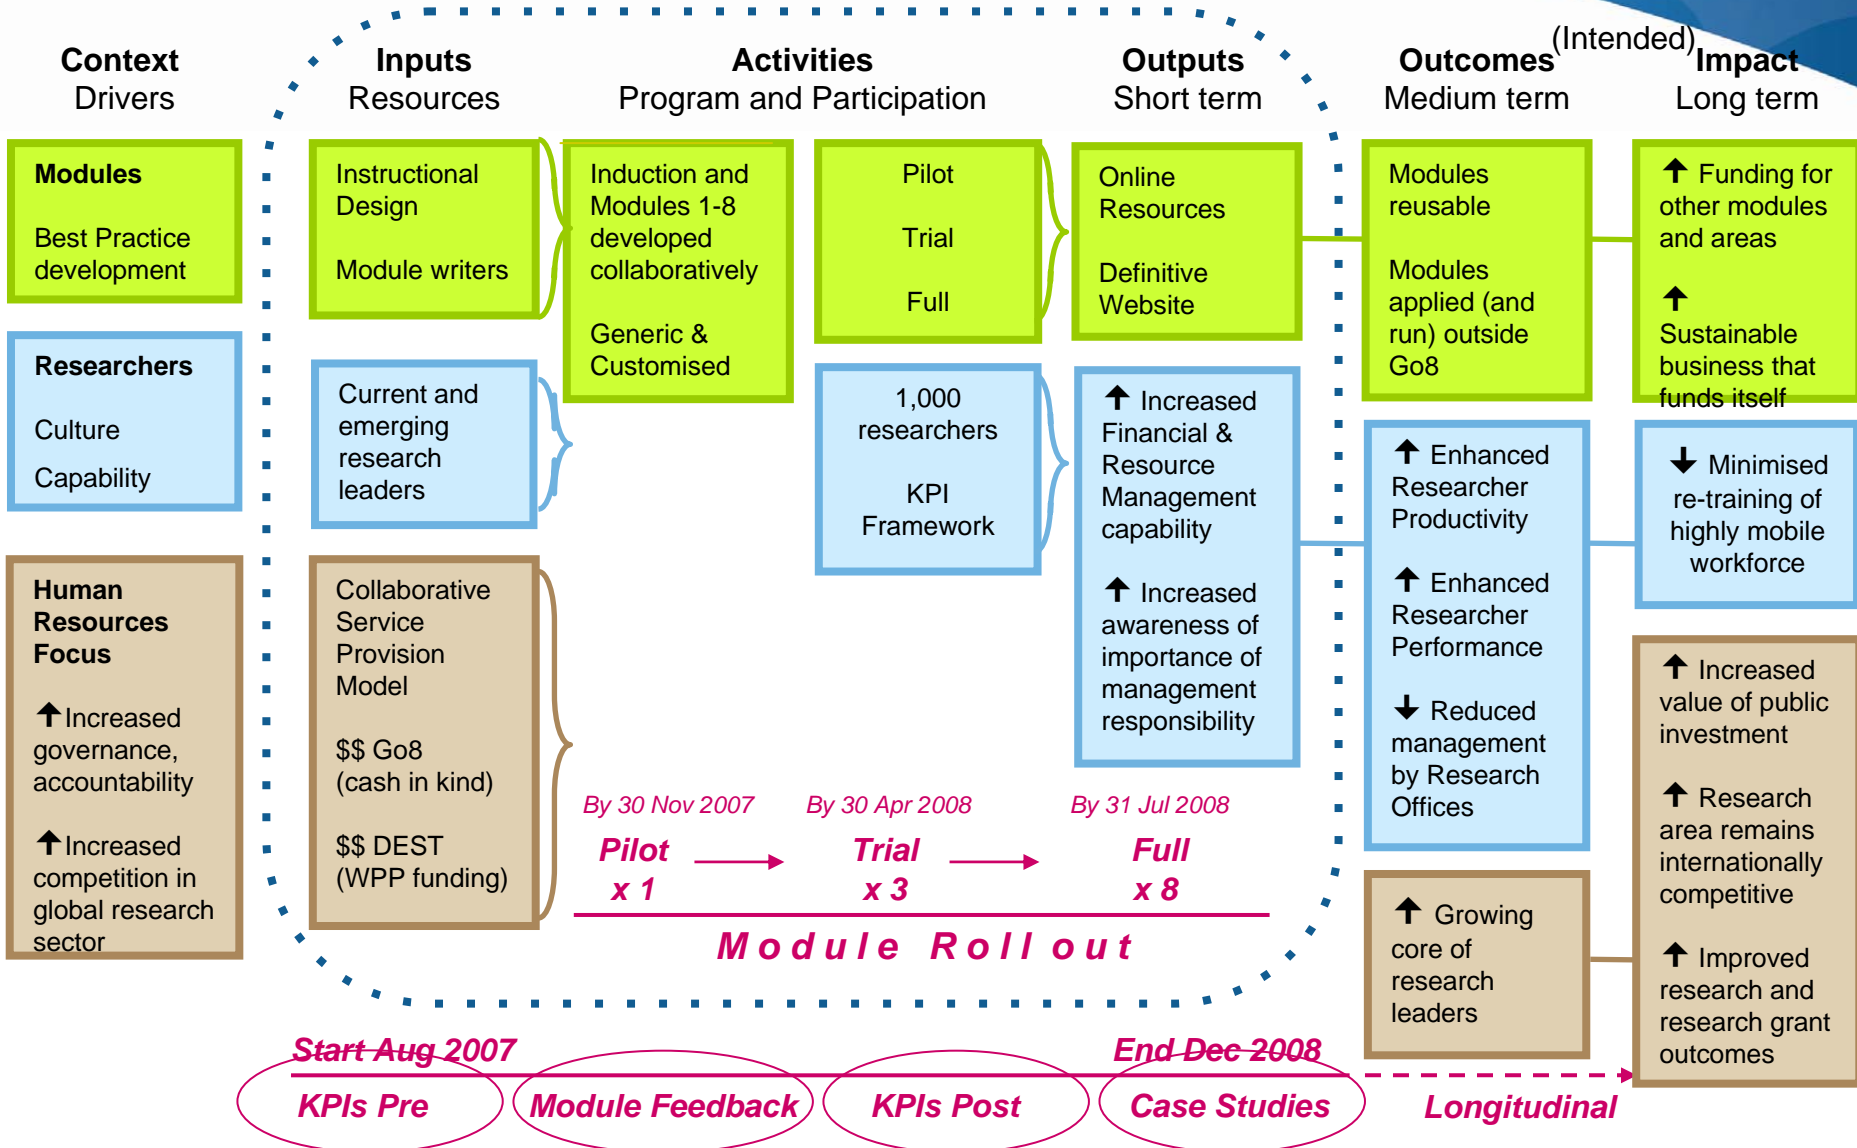 (Intended)
Context
Drivers
Inputs
Resources
Activities
Program and Participation
Outputs
Short term
Outcomes
Medium term
Impact
Long term
Modules
Best Practice
development
Instructional
Design
Module writers
Induction and
Modules 1-8
developed
collaboratively
Generic &
Customised
Pilot
Trial
Full
Online
Resources
Definitive
Website
Modules
reusable
Modules
applied (and
run) outside
Go8
↑ Funding for
other modules
and areas
↑
Sustainable
business that
funds itself
Researchers
Culture
Capability
Current and
emerging
research
leaders
1,000
researchers
KPI
Framework
↑ Increased
Financial &
Resource
Management
capability
↑ Increased
awareness of
importance of
management
responsibility
↑ Enhanced
Researcher
Productivity
↑ Enhanced
Researcher
Performance
↓ Reduced
management
by Research
Offices
↓ Minimised
re-training of
highly mobile
workforce
Human
Resources
Focus
↑Increased
governance,
accountability
↑Increased
competition in
global research
sector
Collaborative
Service
Provision
Model
$$ Go8
(cash in kind)
$$ DEST
(WPP funding)
↑ Growing
core of
research
leaders
↑ Increased
value of public
investment
↑ Research
area remains
internationally
competitive
↑ Improved
research and
research grant
outcomes
By 30 Nov 2007
Pilot
x 1
By 30 Apr 2008
Trial
x 3
By 31 Jul 2008
Full
x 8
Module Roll out
Start Aug 2007
End Dec 2008
KPIs Pre
Module Feedback
KPIs Post
Case Studies
Longitudinal